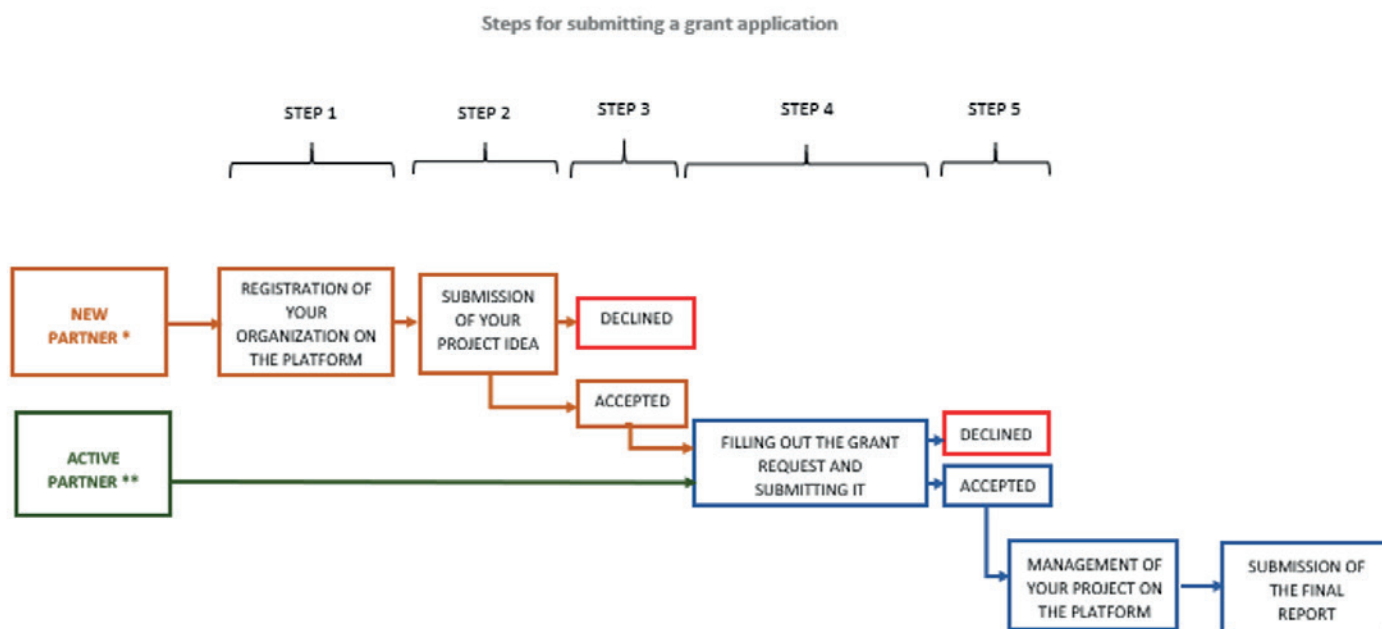 Steps for submitting a grant application
STEP 1
STEP 2
STEP 3
STEP 4
STEP 5
NEW
PARTNER *
REGISTRATION OF
YOUR
ORGANIZATION ON
THE PLATFORM
SUBMISSION
OF YOUR
PROJECT IDEA
DECLINED
ACCEPTED
ACTIVE
PARTNER **
FILLING OUT THE GRANT
REQUEST AND
SUBMITTING IT
DECLINED
ACCEPTED
MANAGEMENT OF
YOUR PROJECT ON
THE PLATFORM
SUBMISSION OF
THE FINAL
REPORT